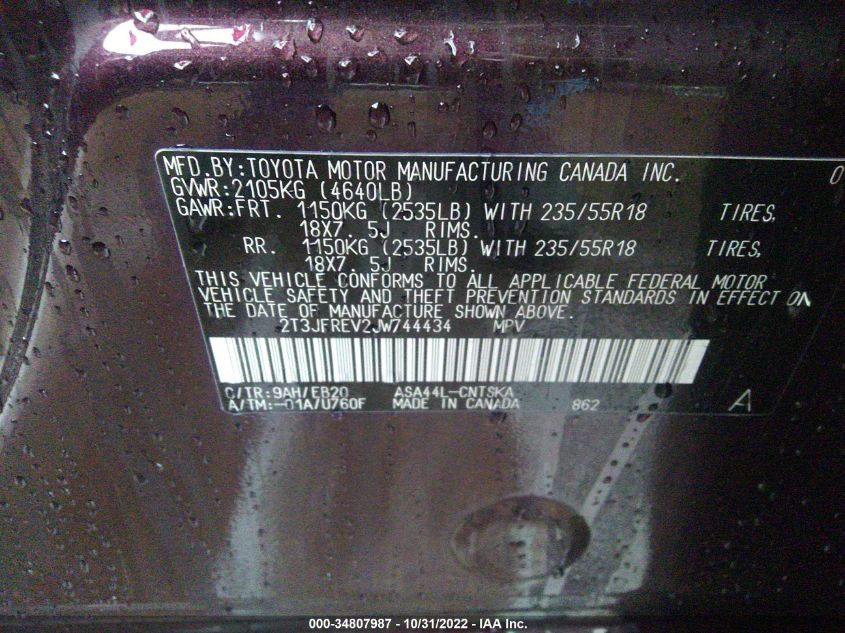 MFD.BY:TOYOTA MOTOR MANUFACTURING CANADA INC. 0
GVWR:2105KG (4640LB)
GAWR:FRT. 1150KG (2535LB) WITH 235/55R18 TIRES,
18X7. 5J RIMS.
RR. 1150KG (2535LB) WITH 235/55R18 TIRES,
18X7. 5J RIMS.
THIS VEHICLE CONFORMS TO ALL APPLICABLE FEDERAL MOTOR
VEHICLE SAFETY AND THEFT PREVENTION STANDARDS IN EFFECT ON
THE DATE OF MANUFACTURE SHOWN ABOVE.
2T3JFREV2JW744434 MPV
C/TR:9AH/EB20 ASA44L-CNTSKA
A/TM:-01A/U760F MADE IN CANADA 862 A
000-34807987 - 10/31/2022 - IAA Inc.